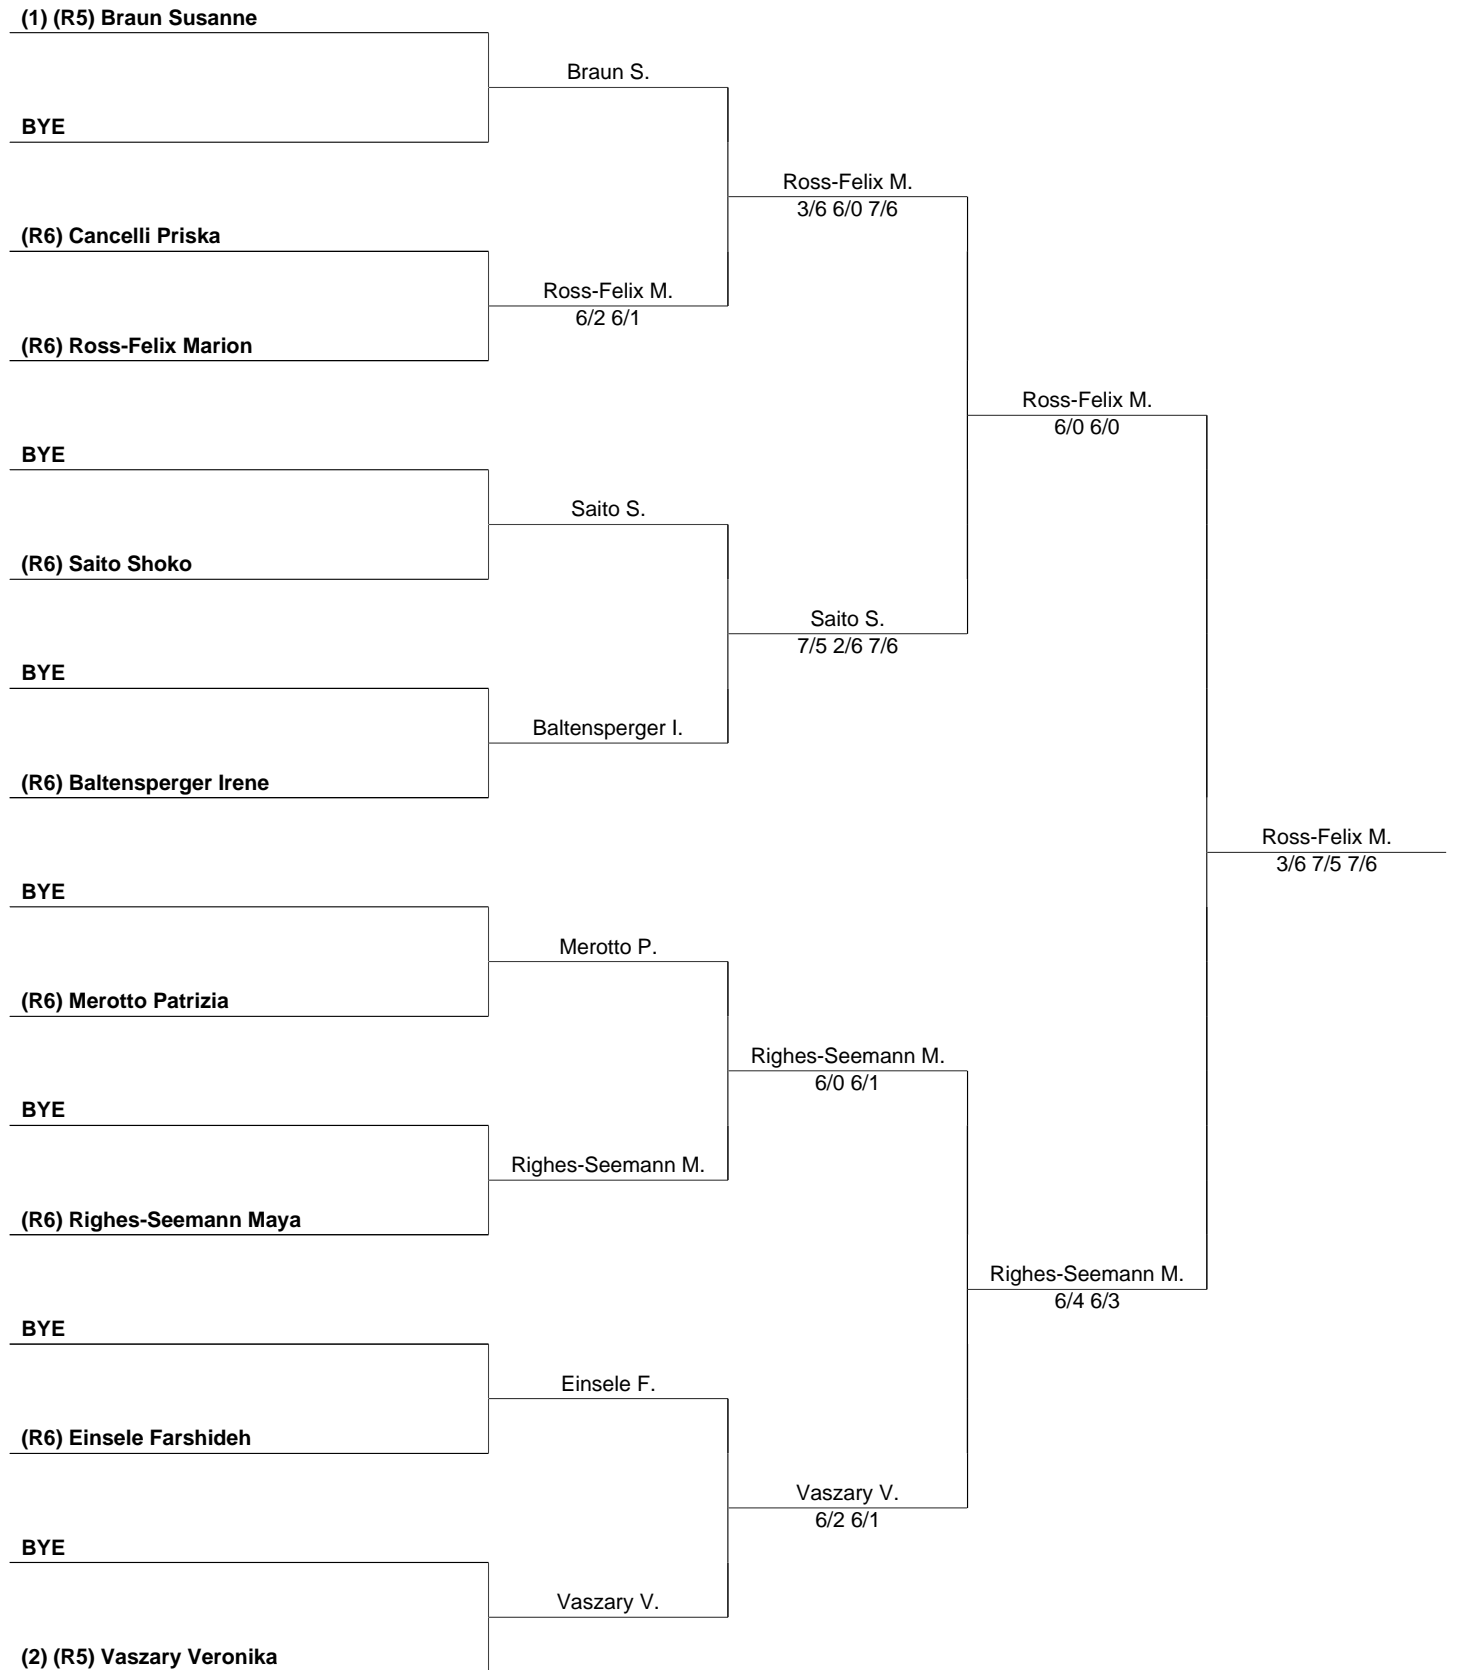 (1) (R5) Braun Susanne
Braun S.
BYE
Ross-Felix M.
3/6 6/0 7/6
(R6) Cancelli Priska
Ross-Felix M.
6/2 6/1
(R6) Ross-Felix Marion
Ross-Felix M.
6/0 6/0
BYE
Saito S.
(R6) Saito Shoko
Saito S.
7/5 2/6 7/6
BYE
Baltensperger I.
(R6) Baltensperger Irene
Ross-Felix M.
3/6 7/5 7/6
BYE
Merotto P.
(R6) Merotto Patrizia
Righes-Seemann M.
6/0 6/1
BYE
Righes-Seemann M.
(R6) Righes-Seemann Maya
Righes-Seemann M.
6/4 6/3
BYE
Einsele F.
(R6) Einsele Farshideh
Vaszary V.
6/2 6/1
BYE
Vaszary V.
(2) (R5) Vaszary Veronika